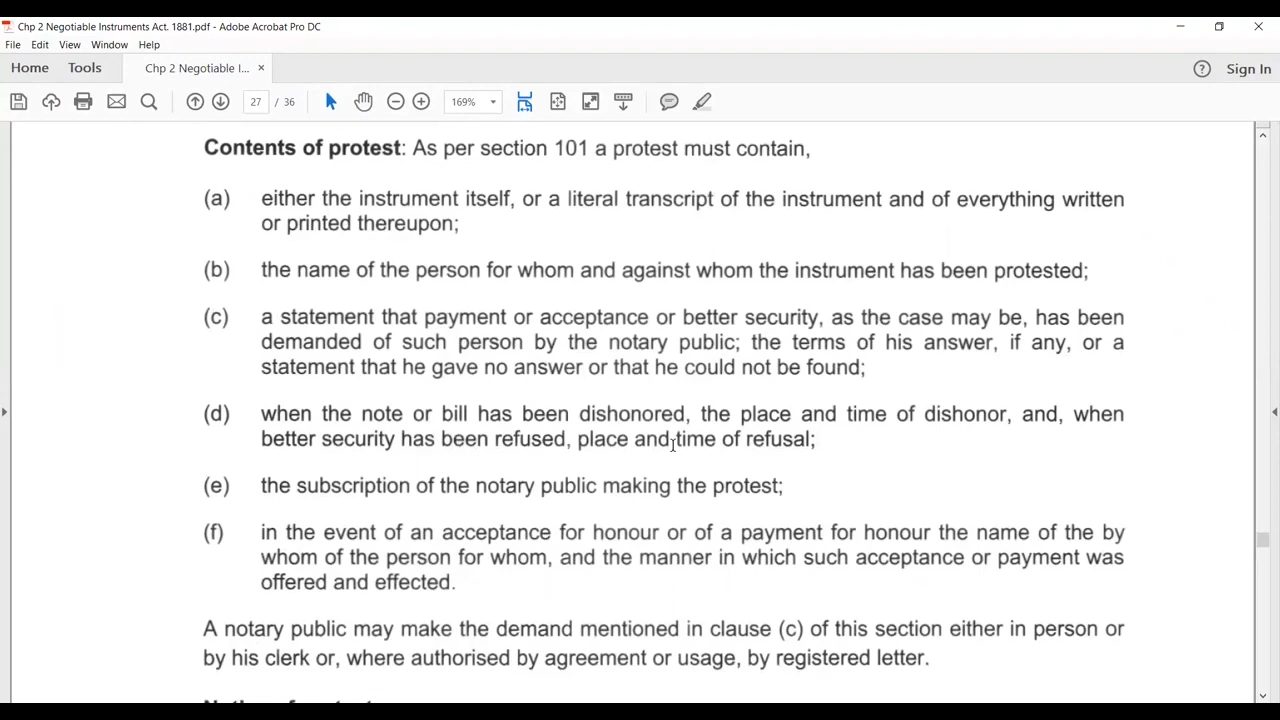 Chp 2 Negotiable Instruments Act. 1881.pdf - Adobe Acrobat Pro DC
File Edit View Window Help
Home Tools Chp 2 Negotiable I... × Sign In
27 / 36 169%
Contents of protest: As per section 101 a protest must contain,
(a) either the instrument itself, or a literal transcript of the instrument and of everything written
or printed thereupon;
(b) the name of the person for whom and against whom the instrument has been protested;
(c) a statement that payment or acceptance or better security, as the case may be, has been
demanded of such person by the notary public; the terms of his answer, if any, or a
statement that he gave no answer or that he could not be found;
(d) when the note or bill has been dishonored, the place and time of dishonor, and, when
better security has been refused, place and time of refusal;
(e) the subscription of the notary public making the protest;
(f) in the event of an acceptance for honour or of a payment for honour the name of the by
whom of the person for whom, and the manner in which such acceptance or payment was
offered and effected.
A notary public may make the demand mentioned in clause (c) of this section either in person or
by his clerk or, where authorised by agreement or usage, by registered letter.